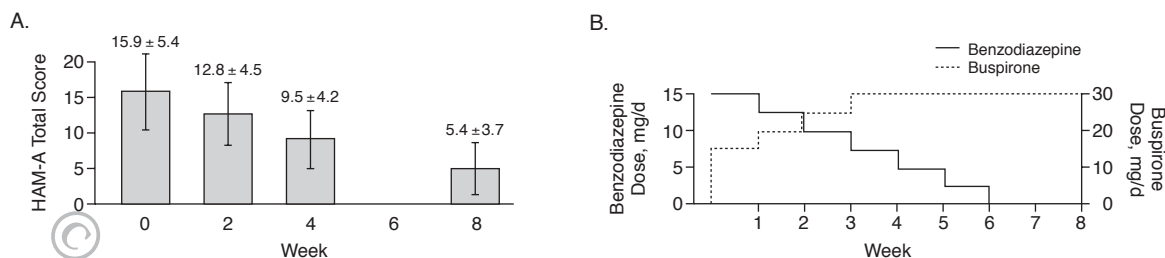 A.
HAM-A Total Score
20
15
10
5
0
15.9 ± 5.4
12.8 ± 4.5
9.5 ± 4.2
5.4 ± 3.7
0 2 4 6 8
Week
B.
Benzodiazepine
Buspirone
Benzodiazepine
Dose, mg/d
15
10
5
0
30
20
10
0
Buspirone
Dose, mg/d
1 2 3 4 5 6 7 8
Week